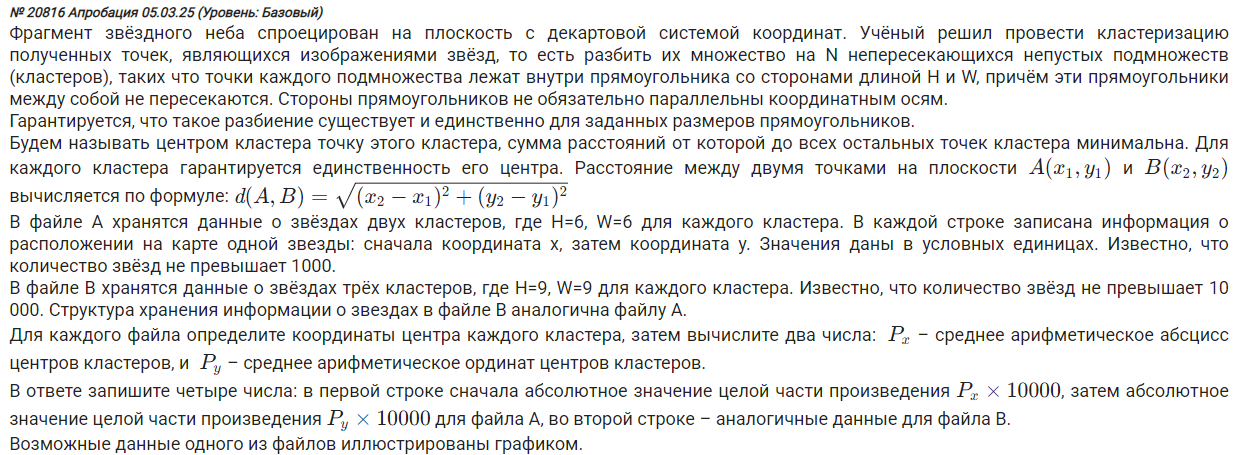 № 20816 Апробация 05.03.25 (Уровень: Базовый)
Фрагмент звёздного неба спроецирован на плоскость с декартовой системой координат. Учёный решил провести кластеризацию
полученных точек, являющихся изображениями звёзд, то есть разбить их множество на N непересекающихся непустых подмножеств
(кластеров), таких что точки каждого подмножества лежат внутри прямоугольника со сторонами длиной H и W, причём эти прямоугольники
между собой не пересекаются. Стороны прямоугольников не обязательно параллельны координатным осям.
Гарантируется, что такое разбиение существует и единственно для заданных размеров прямоугольников.
Будем называть центром кластера точку этого кластера, сумма расстояний от которой до всех остальных точек кластера минимальна. Для
каждого кластера гарантируется единственность его центра. Расстояние между двумя точками на плоскости A(x₁, y₁) и B(x₂, y₂)
вычисляется по формуле: d(A, B) = √((x₂ − x₁)² + (y₂ − y₁)²)
В файле A хранятся данные о звёздах двух кластеров, где H=6, W=6 для каждого кластера. В каждой строке записана информация о
расположении на карте одной звезды: сначала координата x, затем координата y. Значения даны в условных единицах. Известно, что
количество звёзд не превышает 1000.
В файле B хранятся данные о звёздах трёх кластеров, где H=9, W=9 для каждого кластера. Известно, что количество звёзд не превышает 10
000. Структура хранения информации о звездах в файле B аналогична файлу A.
Для каждого файла определите координаты центра каждого кластера, затем вычислите два числа: Pₓ – среднее арифметическое абсцисс
центров кластеров, и P_y – среднее арифметическое ординат центров кластеров.
В ответе запишите четыре числа: в первой строке сначала абсолютное значение целой части произведения Pₓ × 10000, затем абсолютное
значение целой части произведения P_y × 10000 для файла A, во второй строке – аналогичные данные для файла B.
Возможные данные одного из файлов иллюстрированы графиком.